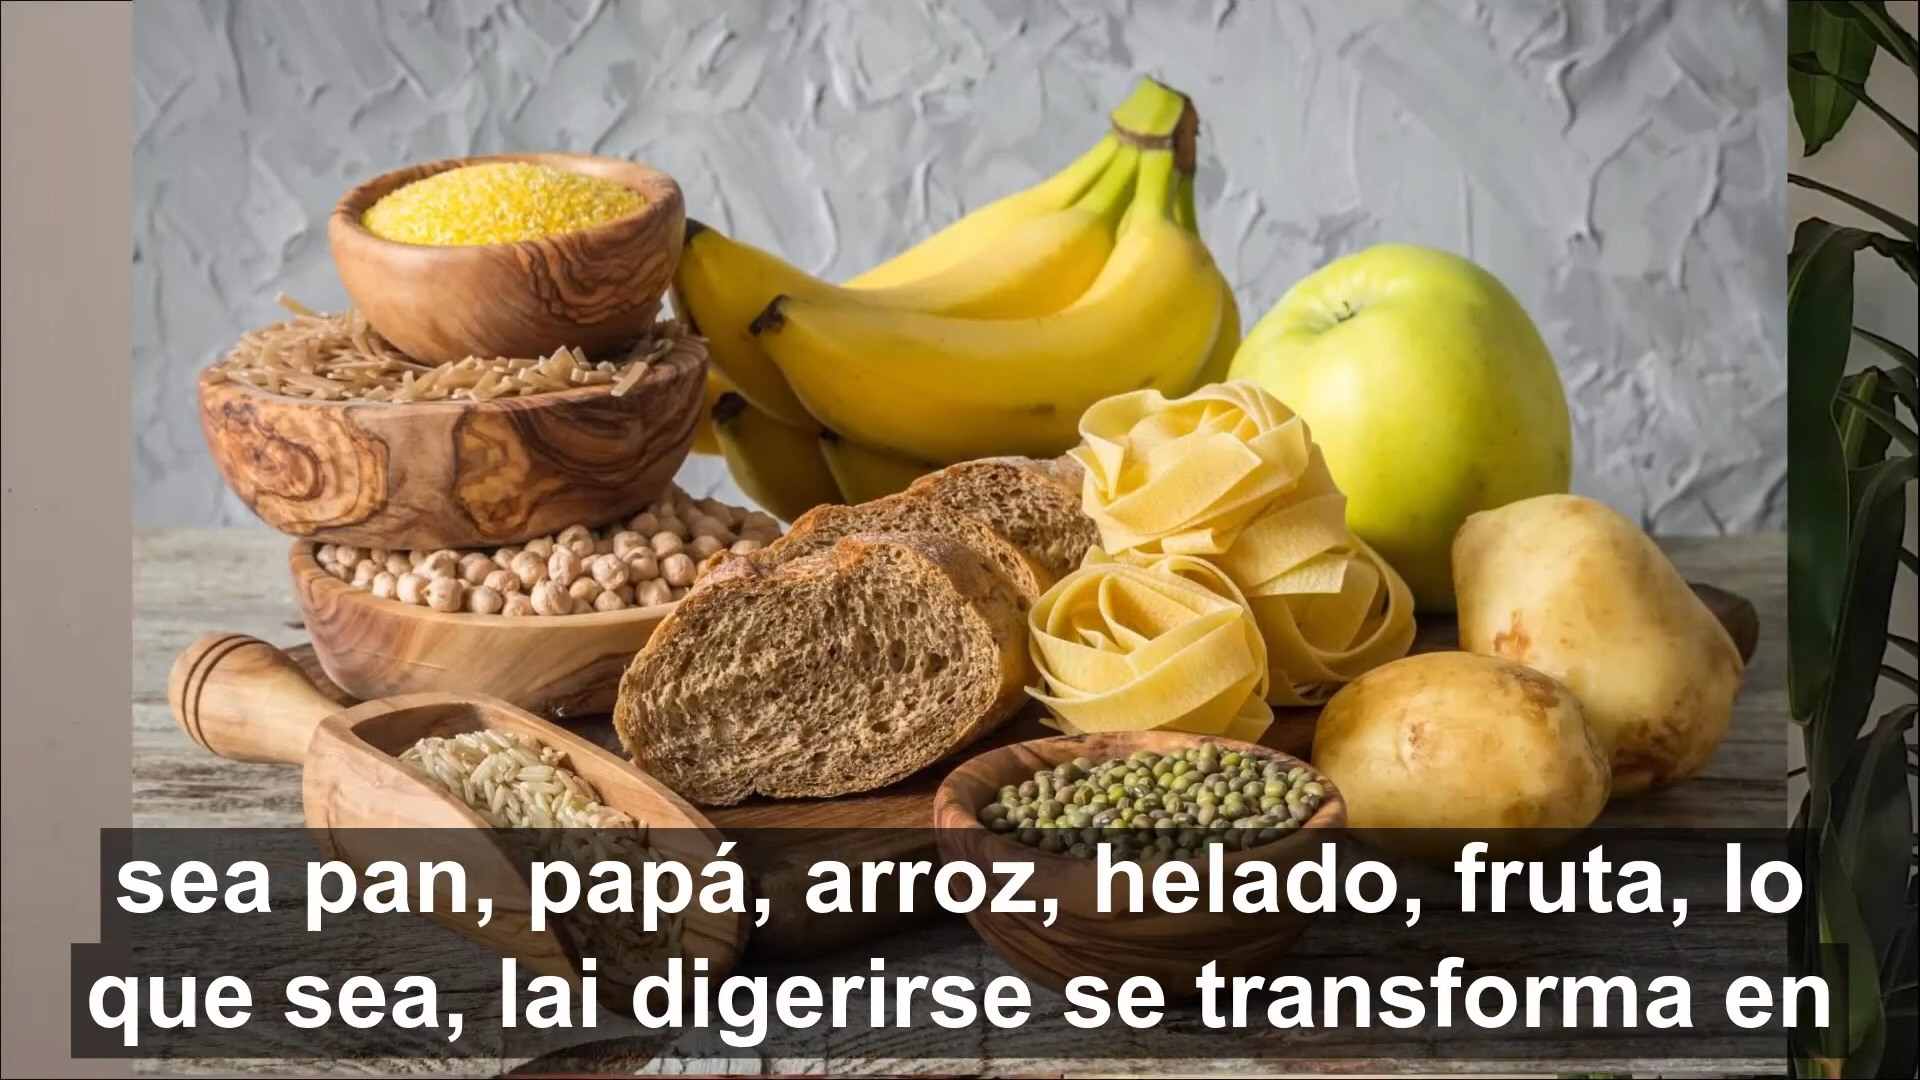 sea pan, papá, arroz, helado, fruta, lo
que sea, lai digerirse se transforma en